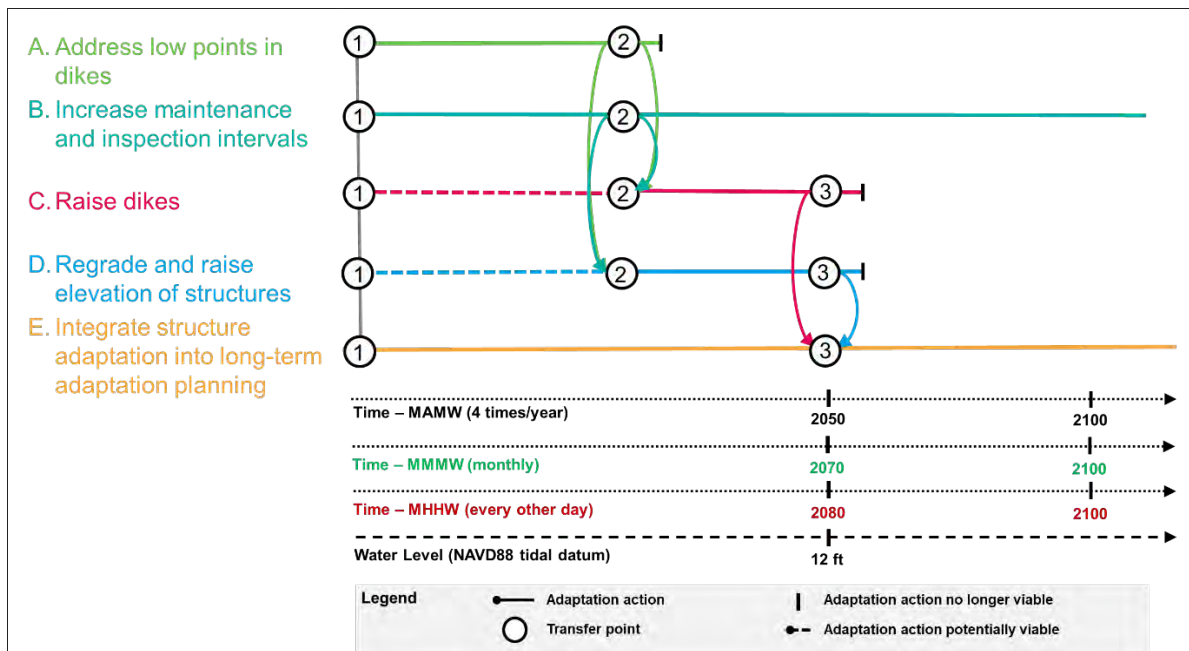 A. Address low points in
dikes
1
2
B. Increase maintenance
and inspection intervals
1
2
C. Raise dikes
1
2
3
D. Regrade and raise
elevation of structures
1
2
3
E. Integrate structure
adaptation into long-term
adaptation planning
1
3
Time – MAMW (4 times/year)
2050
2100
Time – MMMW (monthly)
2070
2100
Time – MHHW (every other day)
2080
2100
Water Level (NAVD88 tidal datum)
12 ft
Legend
Adaptation action
Adaptation action no longer viable
Transfer point
Adaptation action potentially viable